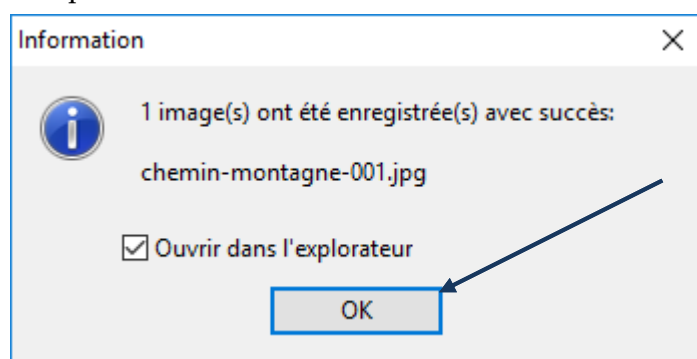 Information
1 image(s) ont été enregistrée(s) avec succès:
chemin-montagne-001.jpg
Ouvrir dans l'explorateur
OK